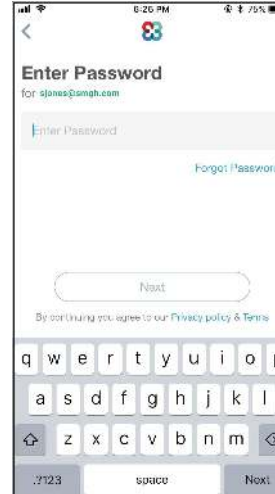 6:26 PM 75%
Enter Password
for sjones@smgh.com
Enter Password
Forgot Password
Next
By continuing you agree to our Privacy policy & Terms
q w e r t y u i o p
a s d f g h j k l
z x c v b n m
.?123 space Next